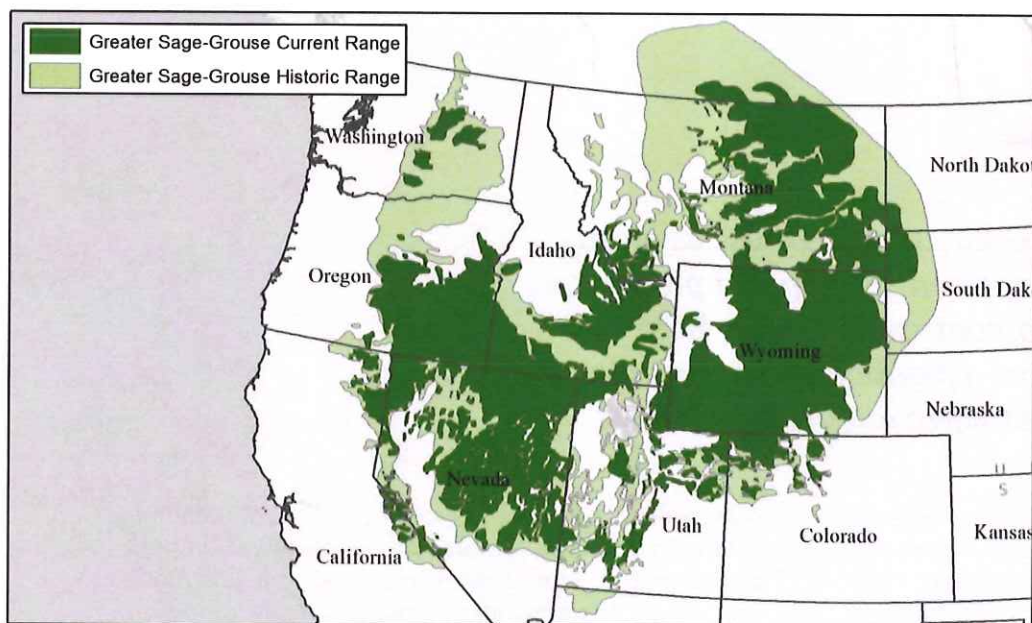 Greater Sage-Grouse Current Range
Greater Sage-Grouse Historic Range
Washington
Montana
North Dako
Oregon
Idaho
South Dak
Wyoming
Nebraska
Nevada
U
S
Utah
Colorado
Kansas
California